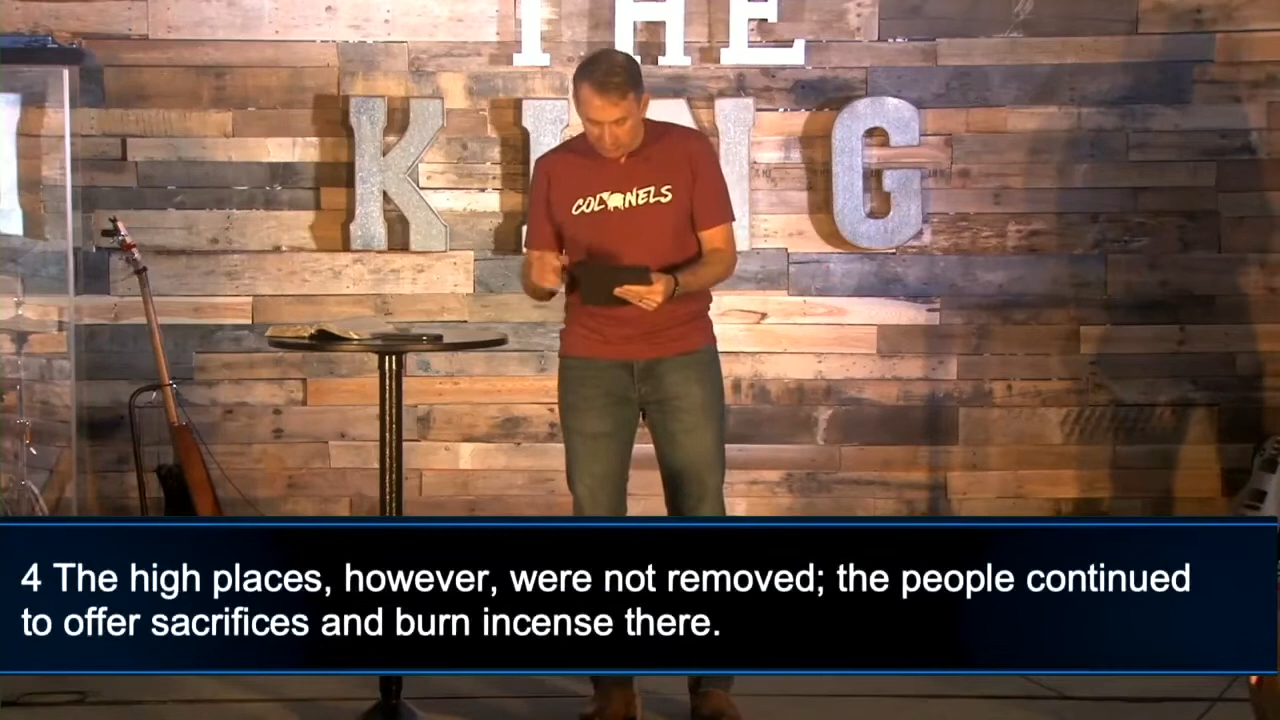 THE
KING
COLONELS
4 The high places, however, were not removed; the people continued
to offer sacrifices and burn incense there.